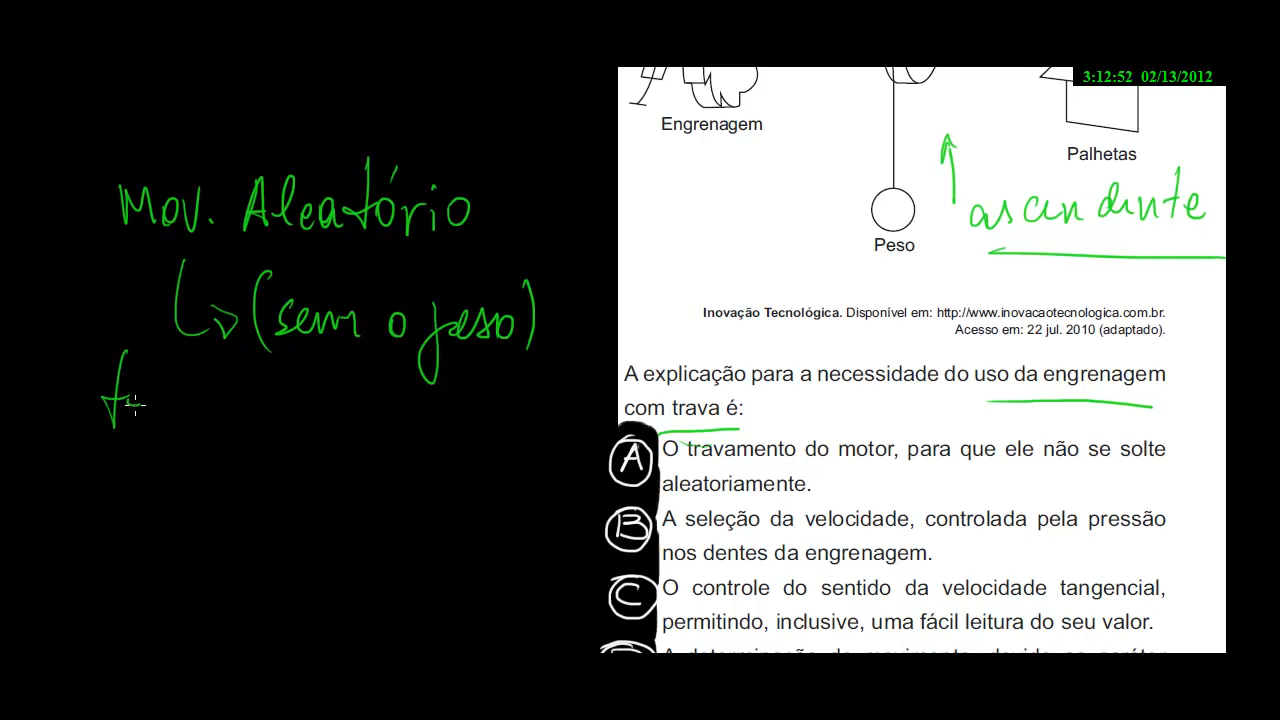 3:12:52 02/13/2012
Engrenagem
Palhetas
Mov. Aleatório
ascendente
Peso
(sem o peso)
Inovação Tecnológica. Disponível em: http://www.inovacaotecnologica.com.br.
Acesso em: 22 jul. 2010 (adaptado).
A explicação para a necessidade do uso da engrenagem
com trava é:
A O travamento do motor, para que ele não se solte
aleatoriamente.
B A seleção da velocidade, controlada pela pressão
nos dentes da engrenagem.
C O controle do sentido da velocidade tangencial,
permitindo, inclusive, uma fácil leitura do seu valor.